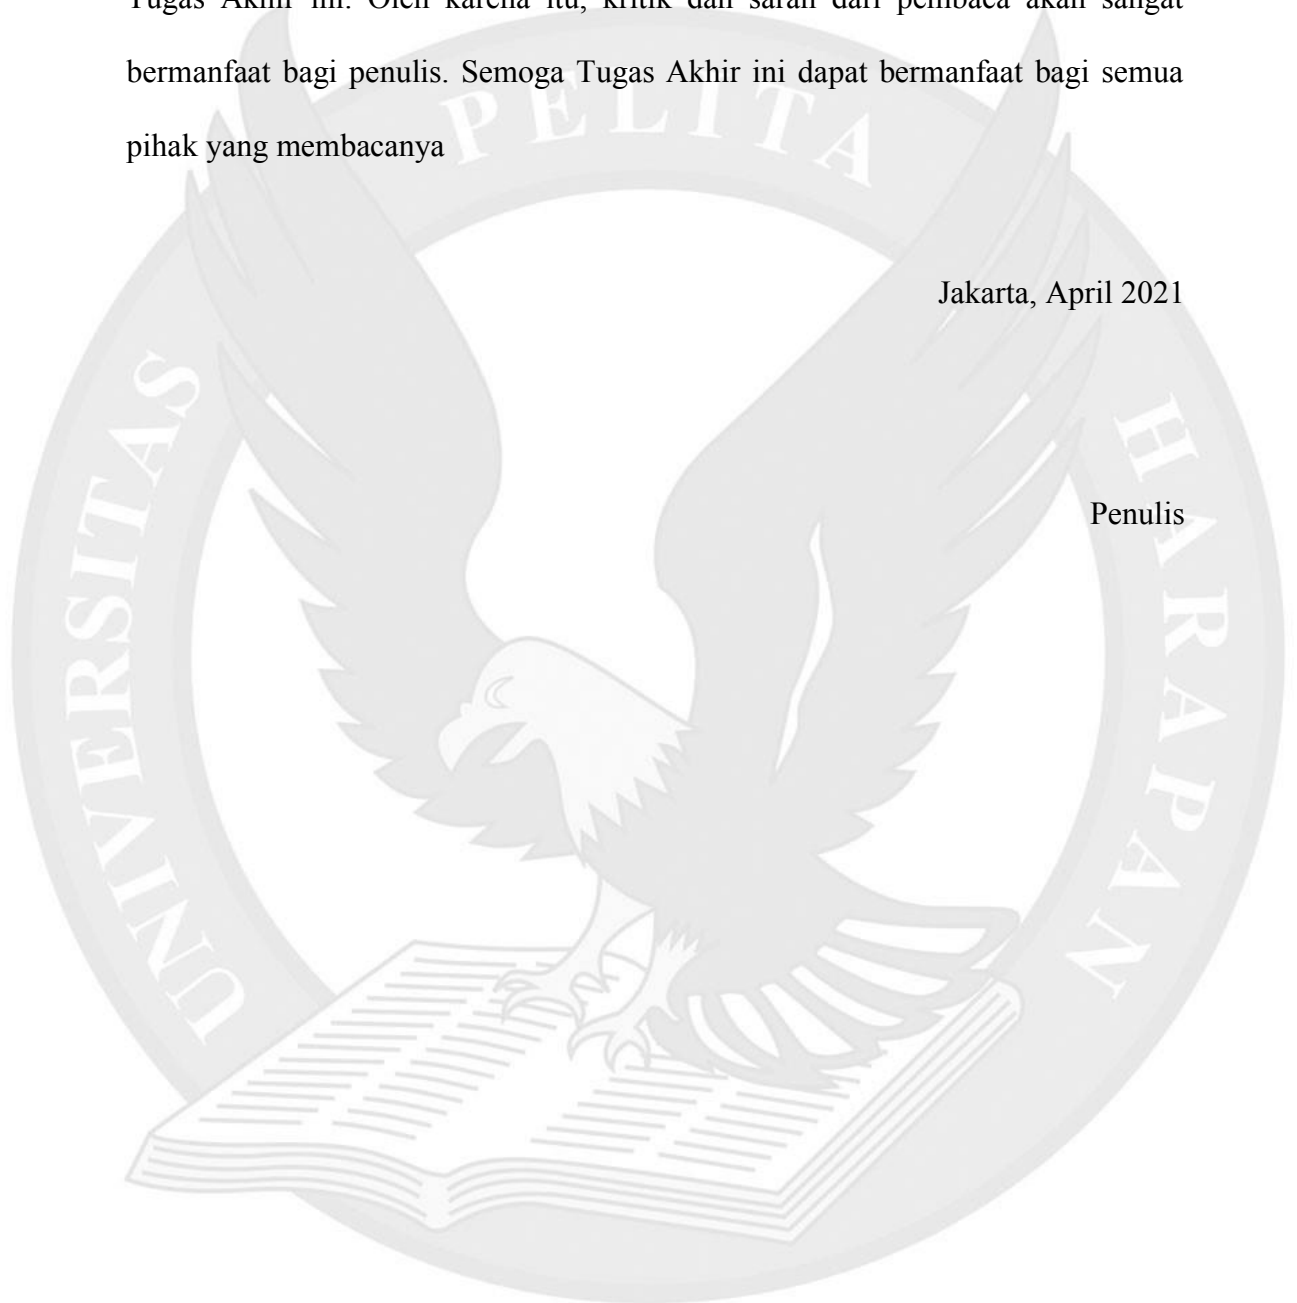 Tugas Akhir ini. Oleh karena itu, kritik dan saran dari pembaca akan sangat
bermanfaat bagi penulis. Semoga Tugas Akhir ini dapat bermanfaat bagi semua
pihak yang membacanya
Jakarta, April 2021
Penulis
UNIVERSITAS PELITA HARAPAN